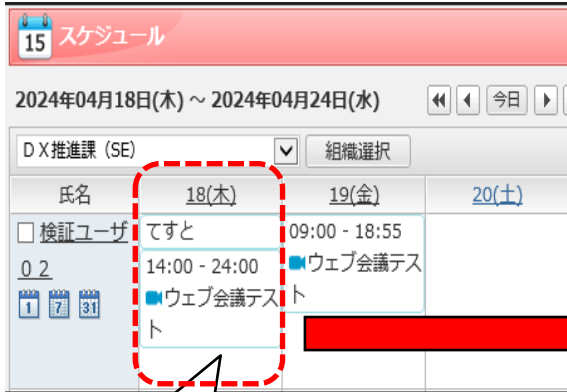 15 スケジュール
2024年04月18日(木) ～ 2024年04月24日(水)
今日
ＤＸ推進課（SE）
組織選択
氏名 18(木) 19(金) 20(土)
検証ユーザ
０２
1 7 31
てすと
14:00 - 24:00
ウェブ会議テス
ト
09:00 - 18:55
ウェブ会議テス
ト